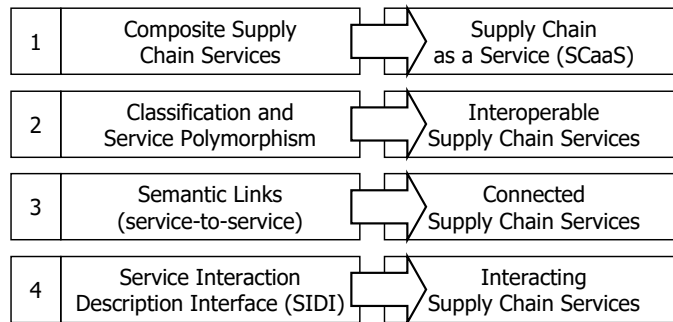 1
Composite Supply
Chain Services
Supply Chain
as a Service (SCaaS)
2
Classification and
Service Polymorphism
Interoperable
Supply Chain Services
3
Semantic Links
(service-to-service)
Connected
Supply Chain Services
4
Service Interaction
Description Interface (SIDI)
Interacting
Supply Chain Services